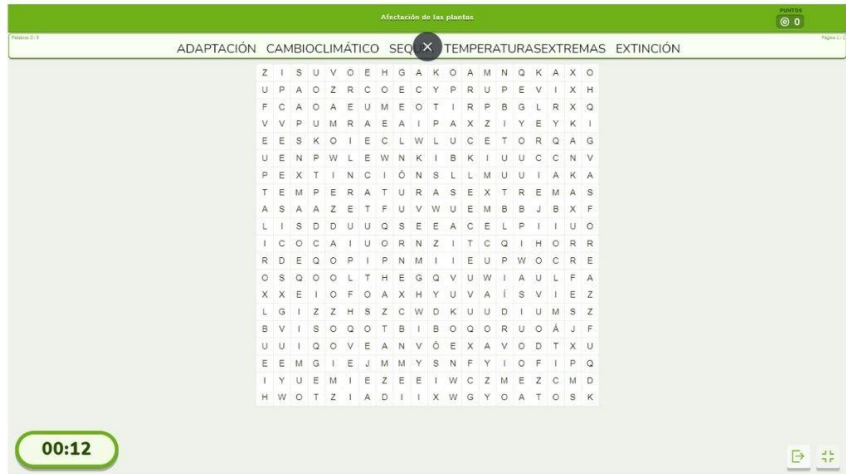 Afectación de las plantas
PUNTOS
0
ADAPTACIÓN CAMBIOCLIMÁTICO SEQ TEMPERATURASEXTREMAS EXTINCIÓN
Z I S U V O E H G A K O A M N Q K A X O
U P A O Z R C O E C Y P R U P E V I X H
F C A O A E U M E O T I R P B G L R X Q
V V P U M R A E A I P A X Z I Y E Y K I
E E S K O I E C L W L U C E T O R Q A G
U E N P W L E W N K I B K I U U C C N V
P E X T I N C I Ó N S L L M U U I A K A
T E M P E R A T U R A S E X T R E M A S
A S A A Z E T F U V W U E M B B J B X F
L I S D D U U Q S E E A C E L P I I U O
I C O C A I U O R N Z I T C Q I H O R R
R D E Q O P I P N M I I E U P W O C R E
O S Q O O L T H E G Q V U W I A U L F A
X X E I O F O A X H Y U V A Í S V I E Z
L G I Z Z H S Z C W D K U U D I U M S Z
B V I S O Q O T B I B O Q O R U O Á J F
U U I Q O V E A N V Ó E X A V O D T X U
E E M G I E J M M Y S N F Y I O F I P Q
I Y U E M I E Z E E I W C Z M E Z C M D
H W O T Z I A D I I X W G Y O A T O S K
00:12